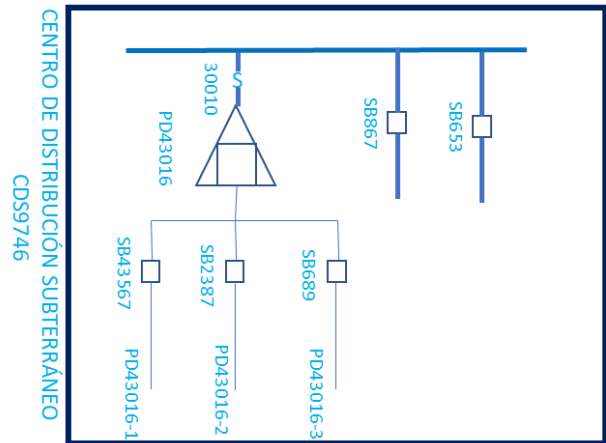 CENTRO DE DISTRIBUCIÓN SUBTERRÁNEO
CDS9746
S
30010
PD43016
SB867
SB653
SB43567
SB2387
SB689
PD43016-1
PD43016-2
PD43016-3